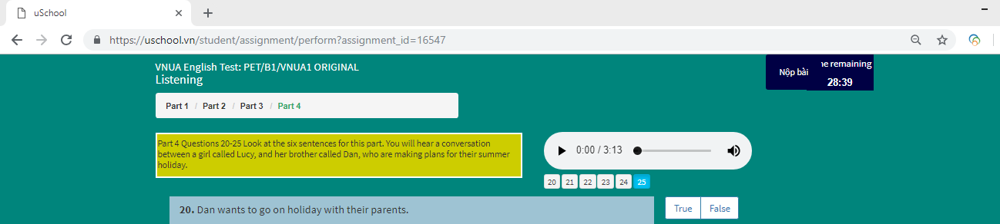 uSchool
https://uschool.vn/student/assignment/perform?assignment_id=16547
VNUA English Test: PET/B1/VNUA1 ORIGINAL
Listening
Nộp bài
remaining
28:39
Part 1 / Part 2 / Part 3 / Part 4
Part 4 Questions 20-25 Look at the six sentences for this part. You will hear a conversation
between a girl called Lucy, and her brother called Dan, who are making plans for their summer
holiday.
0:00 / 3:13
20 21 22 23 24 25
20. Dan wants to go on holiday with their parents.
True False